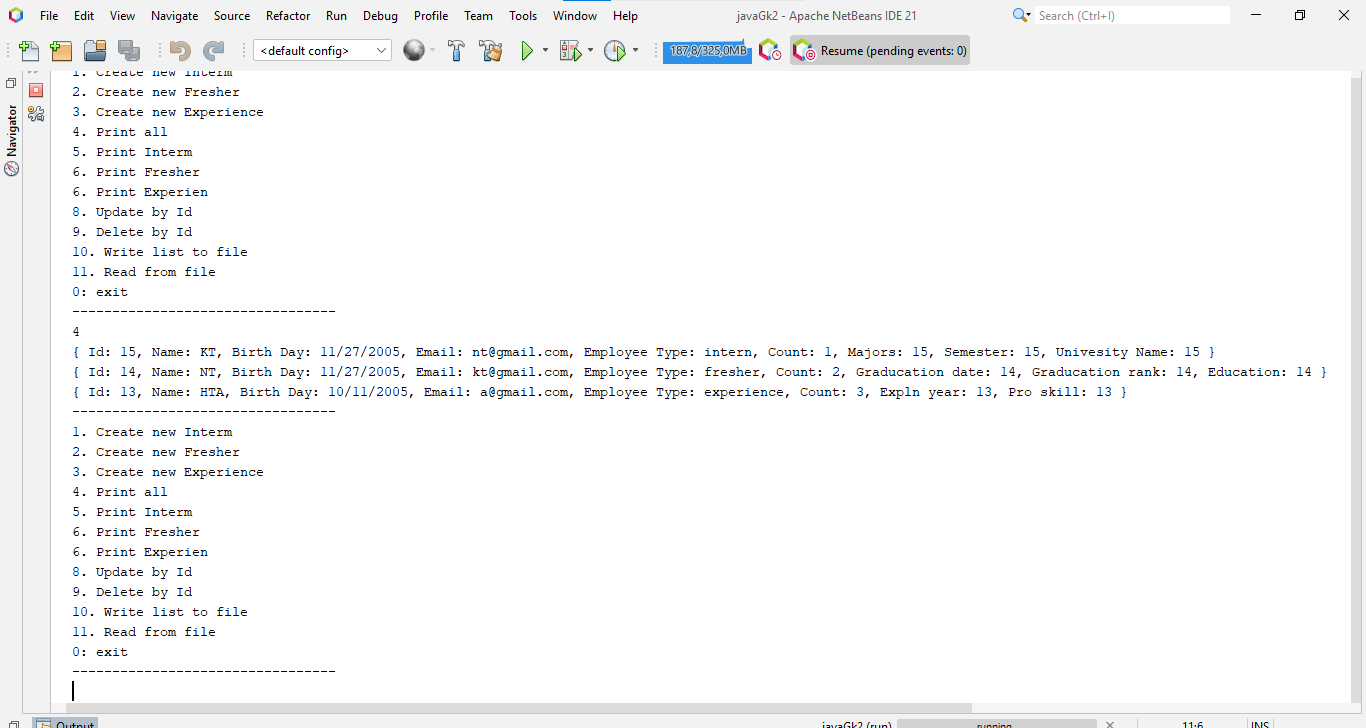 File Edit View Navigate Source Refactor Run Debug Profile Team Tools Window Help javaGk2 - Apache NetBeans IDE 21 Search (Ctrl+I)
<default config> 187,8/325,0MB Resume (pending events: 0)
Navigator
1. Create new Interm
2. Create new Fresher
3. Create new Experience
4. Print all
5. Print Interm
6. Print Fresher
6. Print Experien
8. Update by Id
9. Delete by Id
10. Write list to file
11. Read from file
0: exit
---------------------------------
4
{ Id: 15, Name: KT, Birth Day: 11/27/2005, Email: nt@gmail.com, Employee Type: intern, Count: 1, Majors: 15, Semester: 15, Univesity Name: 15 }
{ Id: 14, Name: NT, Birth Day: 11/27/2005, Email: kt@gmail.com, Employee Type: fresher, Count: 2, Graducation date: 14, Graducation rank: 14, Education: 14 }
{ Id: 13, Name: HTA, Birth Day: 10/11/2005, Email: a@gmail.com, Employee Type: experience, Count: 3, Expln year: 13, Pro skill: 13 }
---------------------------------
1. Create new Interm
2. Create new Fresher
3. Create new Experience
4. Print all
5. Print Interm
6. Print Fresher
6. Print Experien
8. Update by Id
9. Delete by Id
10. Write list to file
11. Read from file
0: exit
---------------------------------
Output javaGk2 (run) running... 11:6 INS